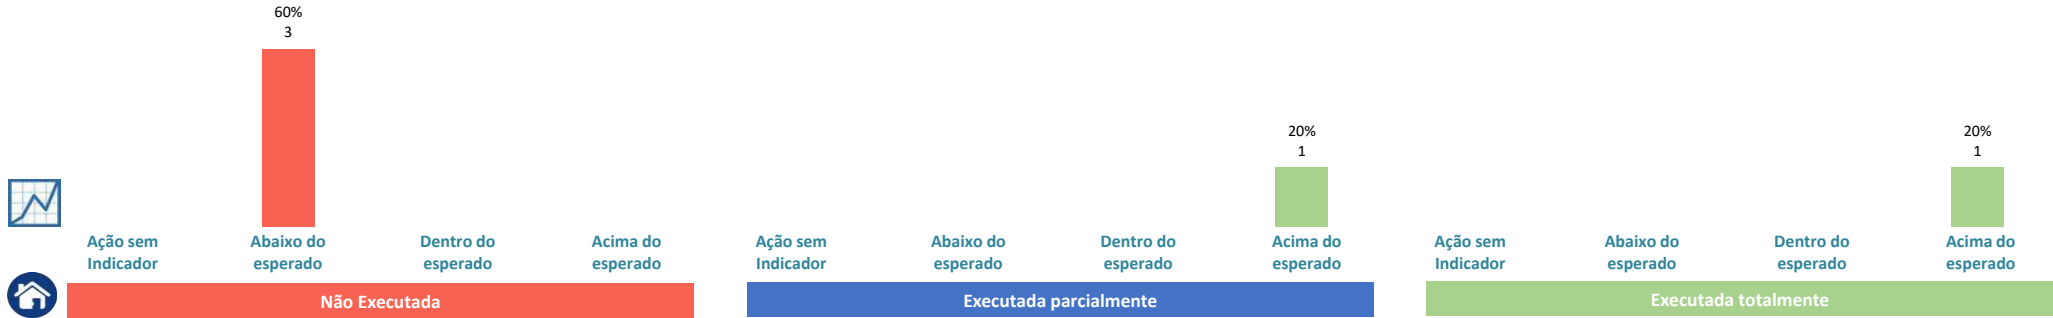 60%
3
20%
1
20%
1
Ação sem
Indicador
Abaixo do
esperado
Dentro do
esperado
Acima do
esperado
Ação sem
Indicador
Abaixo do
esperado
Dentro do
esperado
Acima do
esperado
Ação sem
Indicador
Abaixo do
esperado
Dentro do
esperado
Acima do
esperado
Não Executada
Executada parcialmente
Executada totalmente